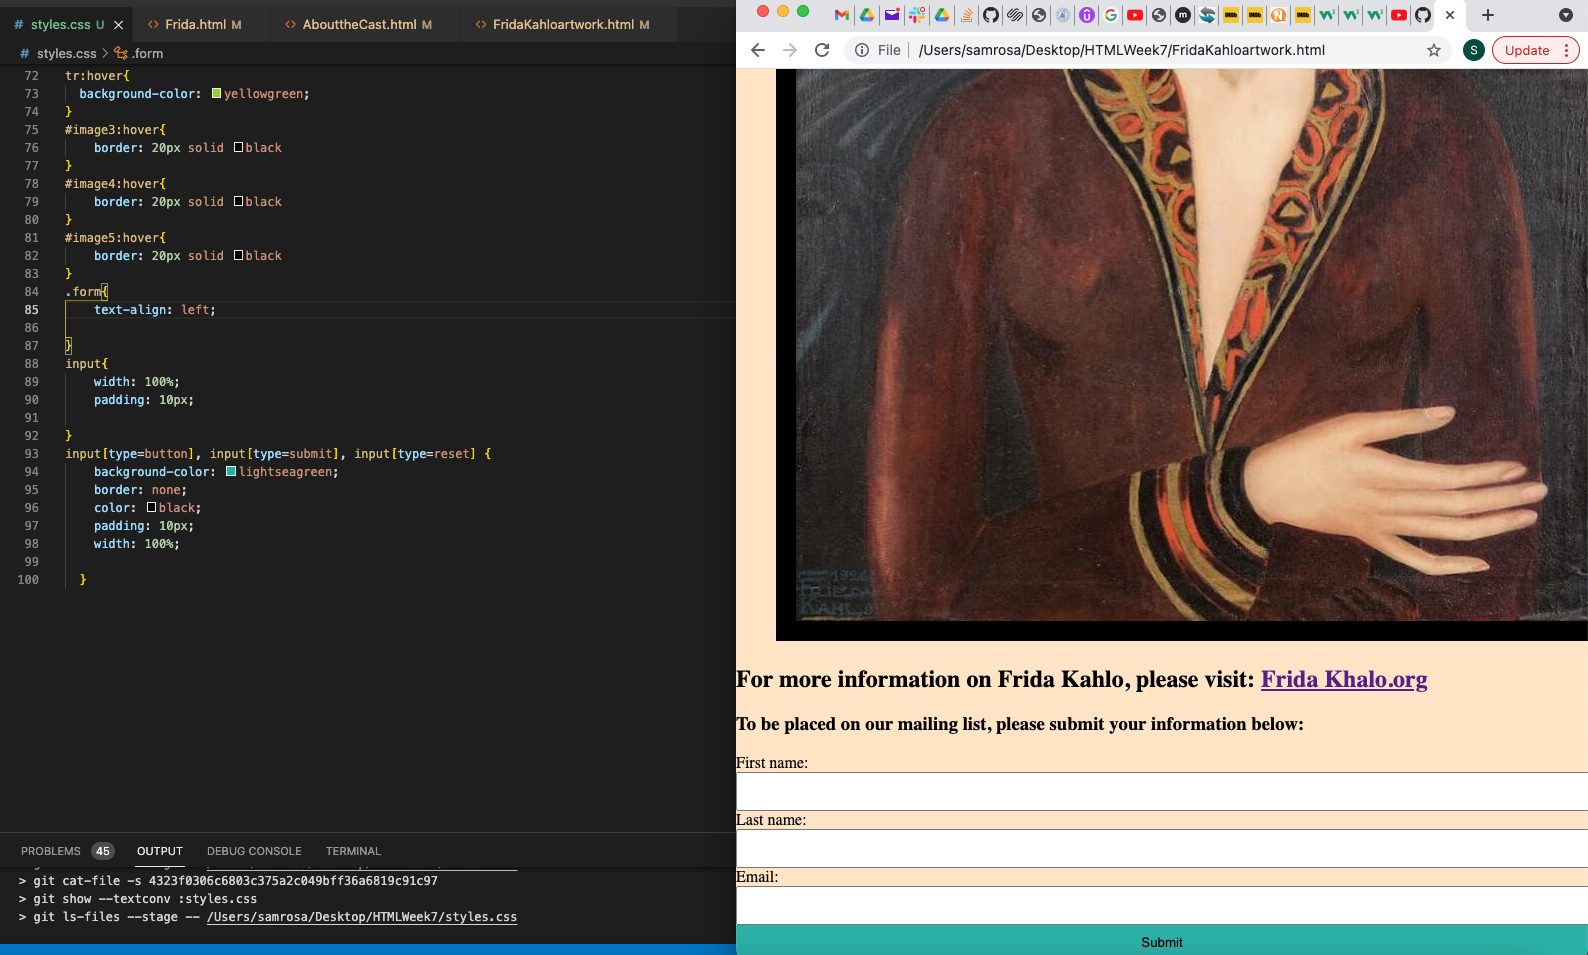 # styles.css U ×
<> Frida.html M
<> AbouttheCast.html M
<> FridaKahloartwork.html M
# styles.css > .form
72 tr:hover{
73 background-color: yellowgreen;
74 }
75 #image3:hover{
76 border: 20px solid black
77 }
78 #image4:hover{
79 border: 20px solid black
80 }
81 #image5:hover{
82 border: 20px solid black
83 }
84 .form{
85 text-align: left;
86
87 }
88 input{
89 width: 100%;
90 padding: 10px;
91
92 }
93 input[type=button], input[type=submit], input[type=reset] {
94 background-color: lightseagreen;
95 border: none;
96 color: black;
97 padding: 10px;
98 width: 100%;
99
100 }
PROBLEMS 45 OUTPUT DEBUG CONSOLE TERMINAL
> git cat-file -s 4323f0306c6803c375a2c049bff36a6819c91c97
> git show --textconv :styles.css
> git ls-files --stage -- /Users/samrosa/Desktop/HTMLWeek7/styles.css
File /Users/samrosa/Desktop/HTMLWeek7/FridaKahloartwork.html
S
Update
1926
FRIEDA
KAHLO
For more information on Frida Kahlo, please visit: Frida Khalo.org
To be placed on our mailing list, please submit your information below:
First name:
Last name:
Email:
Submit